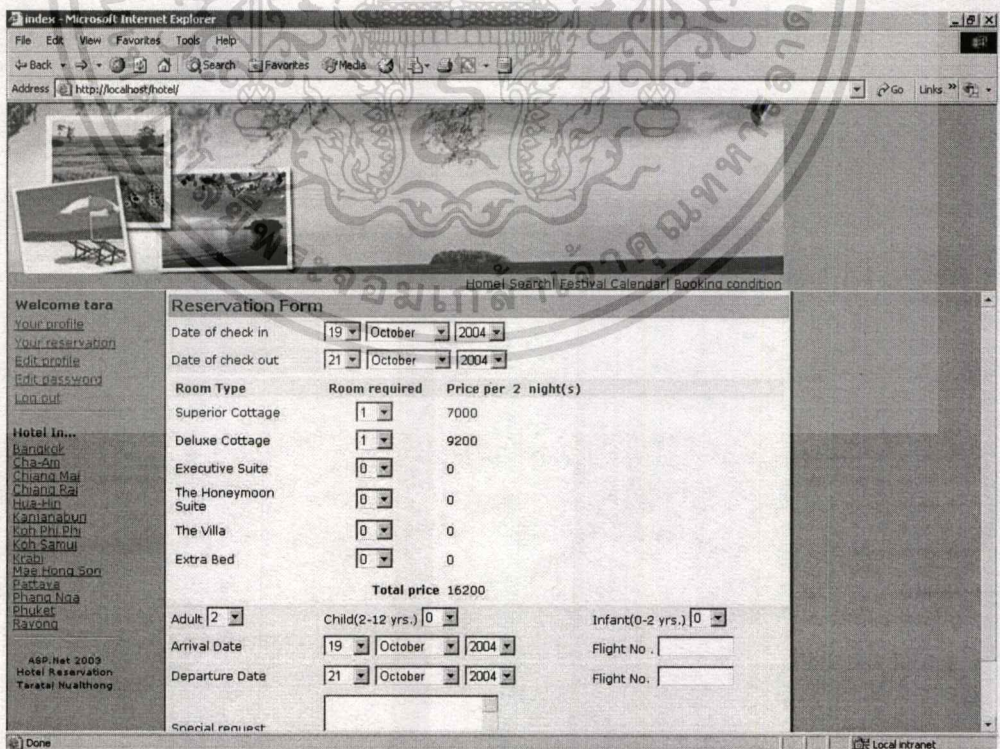 index - Microsoft Internet Explorer
File Edit View Favorites Tools Help
Back Search Favorites Media
Address http://localhost/hotel/ Go Links »
Home| Search| Festival Calendar| Booking condition
Welcome tara
Your profile
Your reservation
Edit profile
Edit password
Log out
Hotel In...
Bangkok
Cha-Am
Chiang Mai
Chiang Rai
Hua-Hin
Kanjanabun
Koh Phi Phi
Koh Samui
Krabi
Mae Hong Son
Pattaya
Phang Nga
Phuket
Rayong
ASP.Net 2003
Hotel Reservation
Taratai Nualthong
Reservation Form
Date of check in 19 October 2004
Date of check out 21 October 2004
Room Type Room required Price per 2 night(s)
Superior Cottage 1 7000
Deluxe Cottage 1 9200
Executive Suite 0 0
The Honeymoon
Suite 0 0
The Villa 0 0
Extra Bed 0 0
Total price 16200
Adult 2 Child(2-12 yrs.) 0 Infant(0-2 yrs.) 0
Arrival Date 19 October 2004 Flight No .
Departure Date 21 October 2004 Flight No.
Special request
Done Local intranet